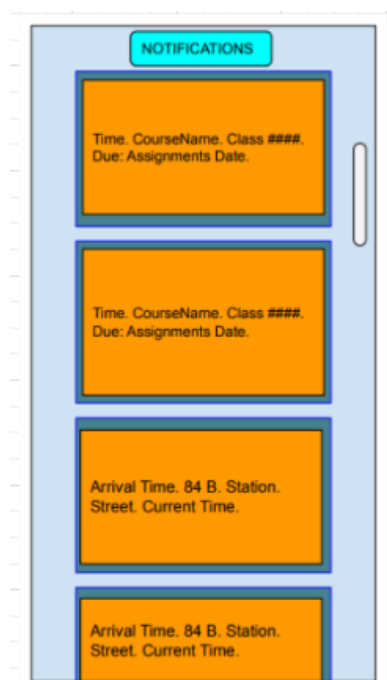 NOTIFICATIONS
Time. CourseName. Class ####.
Due: Assignments Date.
Time. CourseName. Class ####.
Due: Assignments Date.
Arrival Time. 84 B. Station.
Street. Current Time.
Arrival Time. 84 B. Station.
Street. Current Time.